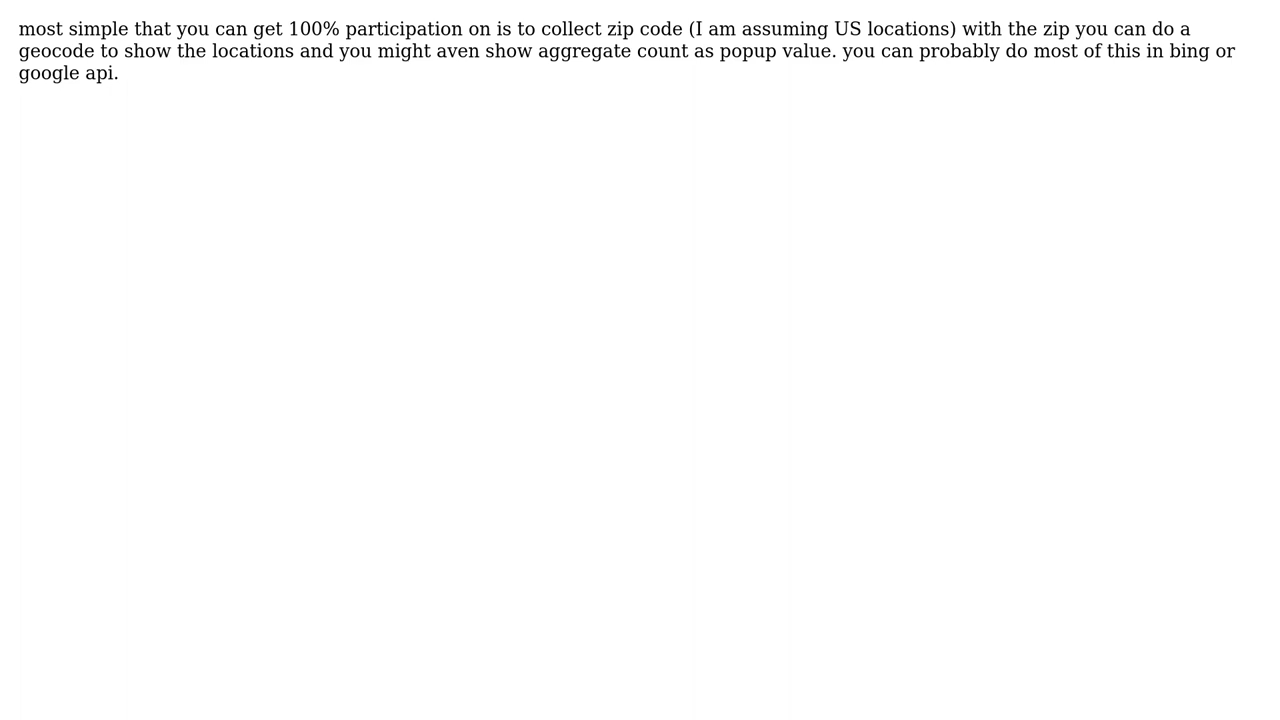 most simple that you can get 100% participation on is to collect zip code (I am assuming US locations) with the zip you can do a
geocode to show the locations and you might aven show aggregate count as popup value. you can probably do most of this in bing or
google api.